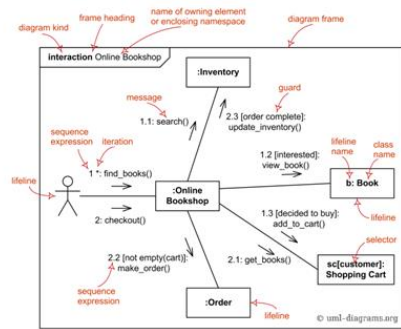 name of owning element
or enclosing namespace
frame heading
diagram kind
diagram frame
interaction Online Bookshop
:Inventory
message
guard
1.1: search()
2.3 [order complete]:
update_inventory()
sequence
expression
iteration
lifeline
name
class
name
1.2 [interested]:
view_book()
1 *: find_books()
lifeline
:Online
Bookshop
b: Book
2: checkout()
1.3 [decided to buy]:
add_to_cart()
lifeline
selector
2.2 [not empty(cart)]:
make_order()
2.1: get_books()
sc[customer]:
Shopping Cart
sequence
expression
:Order
lifeline
© uml-diagrams.org